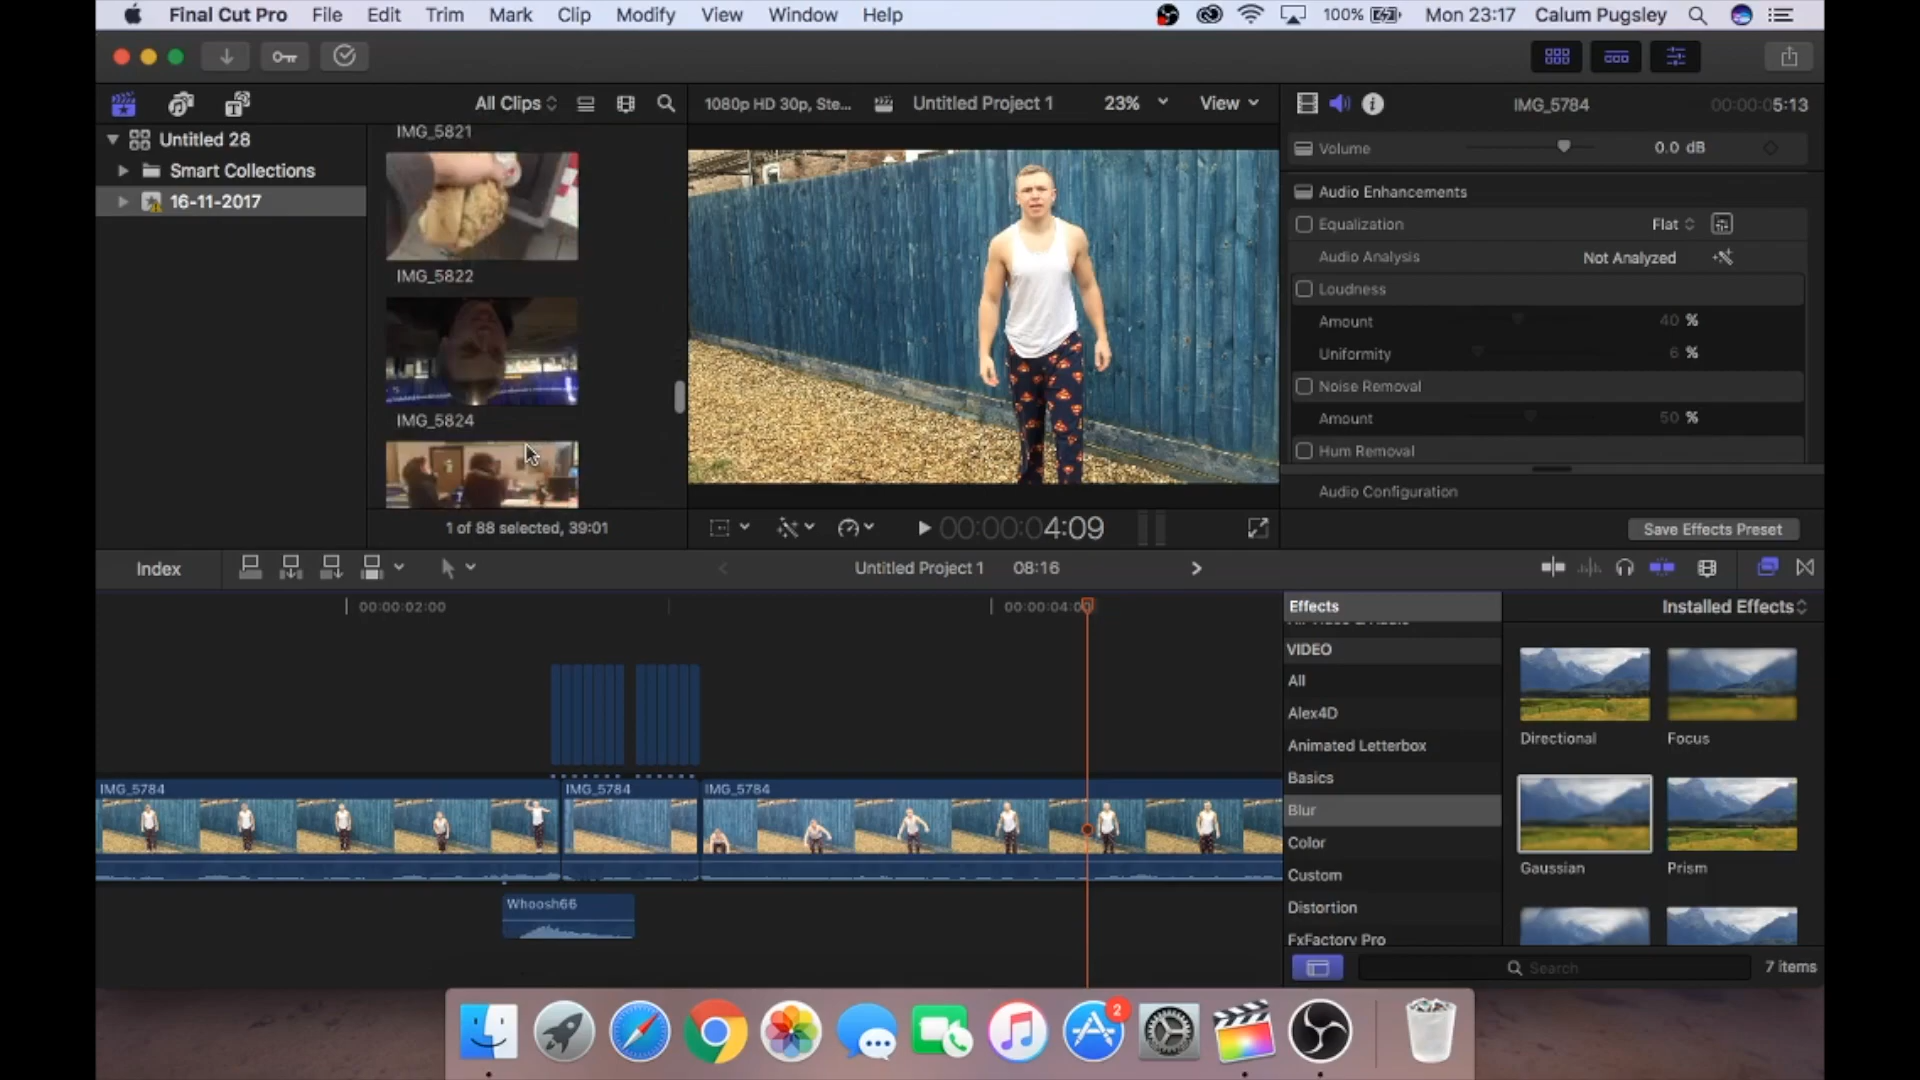 Final Cut Pro File Edit Trim Mark Clip Modify View Window Help 100% Mon 23:17 Calum Pugsley
All Clips 1080p HD 30p, Ste... Untitled Project 1 23% View IMG_5784 00:00:05:13
Untitled 28
Smart Collections
16-11-2017
IMG_5821
IMG_5822
IMG_5824
1 of 88 selected, 39:01
00:00:04:09
Volume 0.0 dB
Audio Enhancements
Equalization Flat
Audio Analysis Not Analyzed
Loudness
Amount 40 %
Uniformity 6 %
Noise Removal
Amount 50 %
Hum Removal
Audio Configuration
Save Effects Preset
Index Untitled Project 1 08:16
00:00:02:00 00:00:04:00
IMG_5784 IMG_5784 IMG_5784
Whoosh66
Effects Installed Effects
VIDEO
All
Alex4D
Animated Letterbox
Basics
Blur
Color
Custom
Distortion
FxFactory Pro
Directional Focus
Gaussian Prism
Search 7 items
2